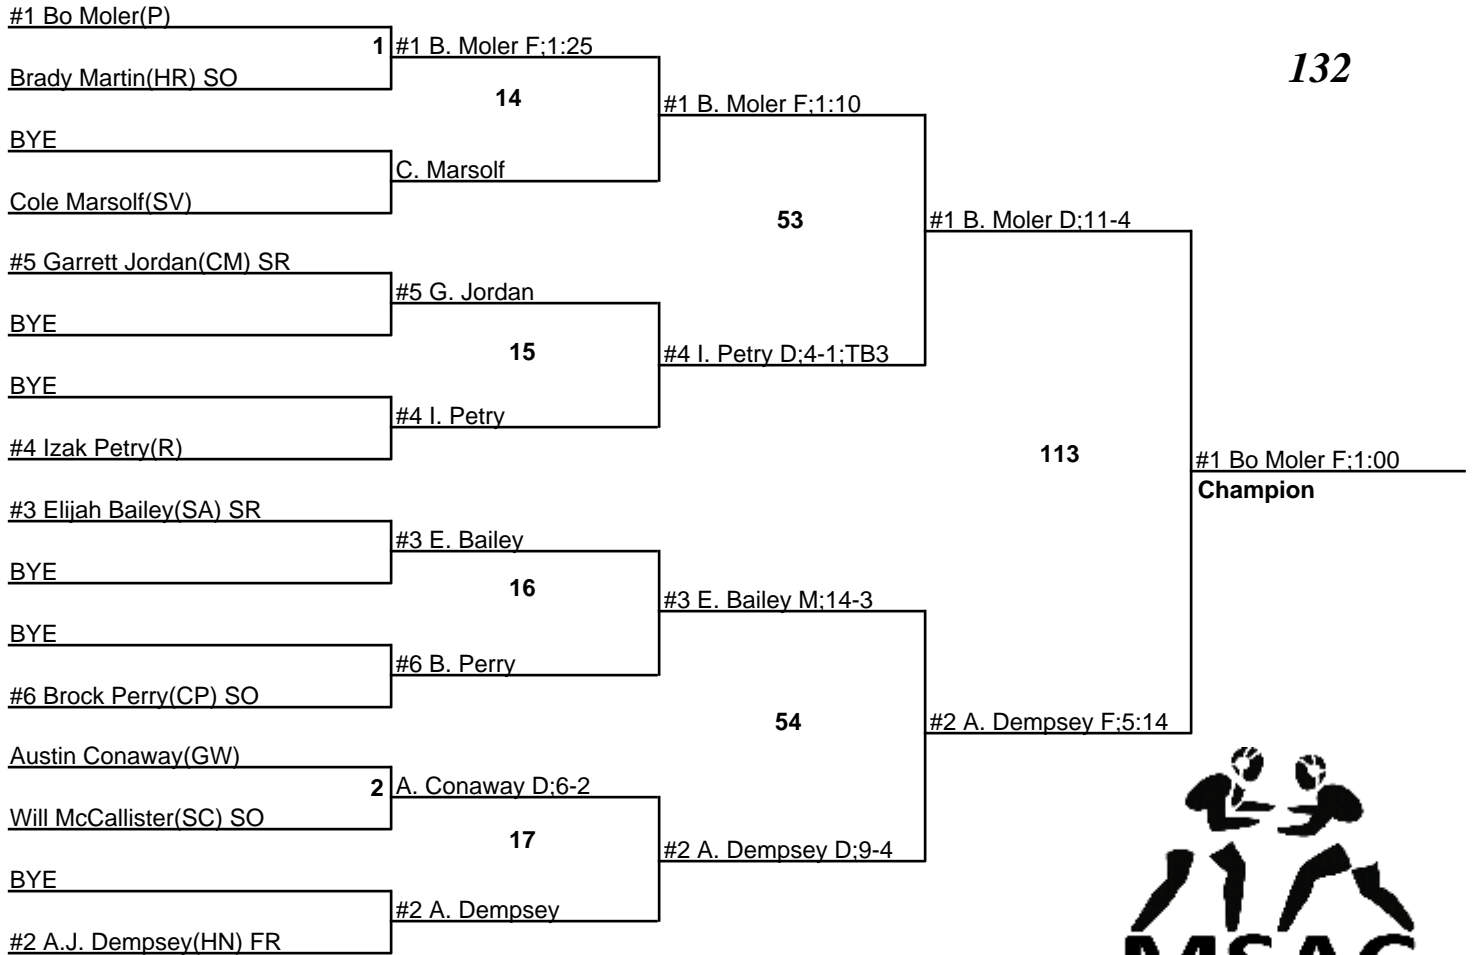 #1 Bo Moler(P)
1 #1 B. Moler F;1:25
Brady Martin(HR) SO
14
#1 B. Moler F;1:10
BYE
C. Marsolf
Cole Marsolf(SV)
53
#1 B. Moler D;11-4
#5 Garrett Jordan(CM) SR
#5 G. Jordan
BYE
15
#4 I. Petry D;4-1;TB3
BYE
#4 I. Petry
#4 Izak Petry(R)
113
#1 Bo Moler F;1:00
Champion
#3 Elijah Bailey(SA) SR
#3 E. Bailey
BYE
16
#3 E. Bailey M;14-3
BYE
#6 B. Perry
#6 Brock Perry(CP) SO
54
#2 A. Dempsey F;5:14
Austin Conaway(GW)
2 A. Conaway D;6-2
Will McCallister(SC) SO
17
#2 A. Dempsey D;9-4
BYE
#2 A. Dempsey
#2 A.J. Dempsey(HN) FR
132
MSAC